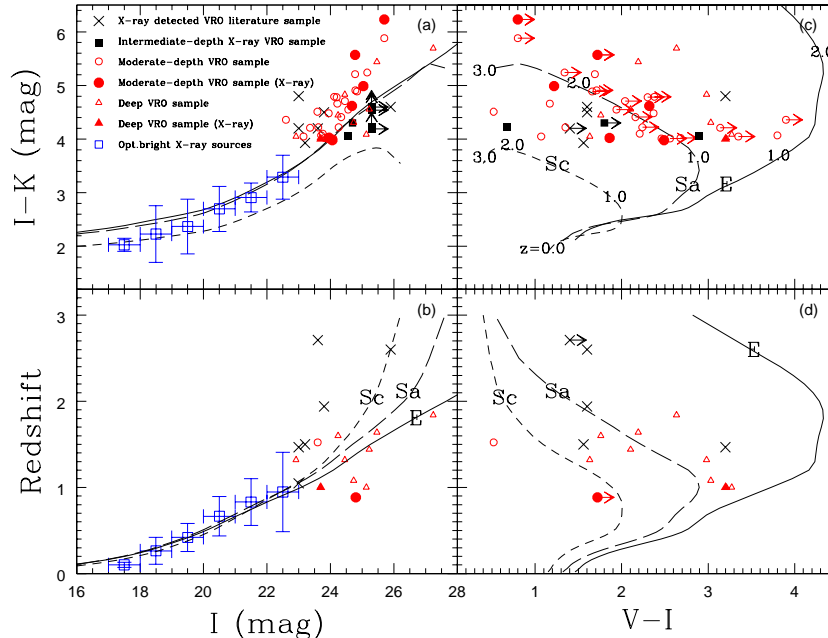 (a)
X-ray detected VRO literature sample
Intermediate-depth X-ray VRO sample
Moderate-depth VRO sample
Moderate-depth VRO sample (X-ray)
Deep VRO sample
Deep VRO sample (X-ray)
Opt.bright X-ray sources
6
5
4
3
2
I-K (mag)
(c)
2.0
3.0
2.0
1.0
1.0
2.0
3.0
Sc
Sa
E
1.0
z=0.0
(b)
Sc
Sa
E
3
2
1
0
Redshift
16
18
20
22
24
26
28
I (mag)
(d)
E
Sc
Sa
1
2
3
4
V-I